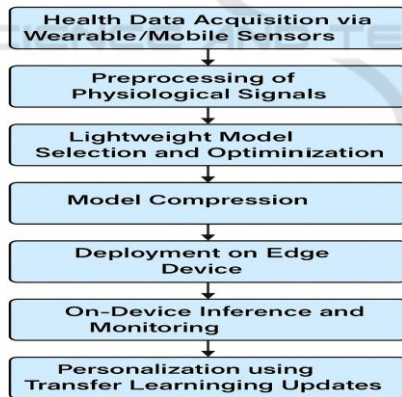 Health Data Acquisition via
Wearable/Mobile Sensors
Preprocessing of
Physiological Signals
Lightweight Model
Selection and Optiminization
Model Compression
Deployment on Edge
Device
On-Device Inference and
Monitoring
Personalization using
Transfer Learninging Updates